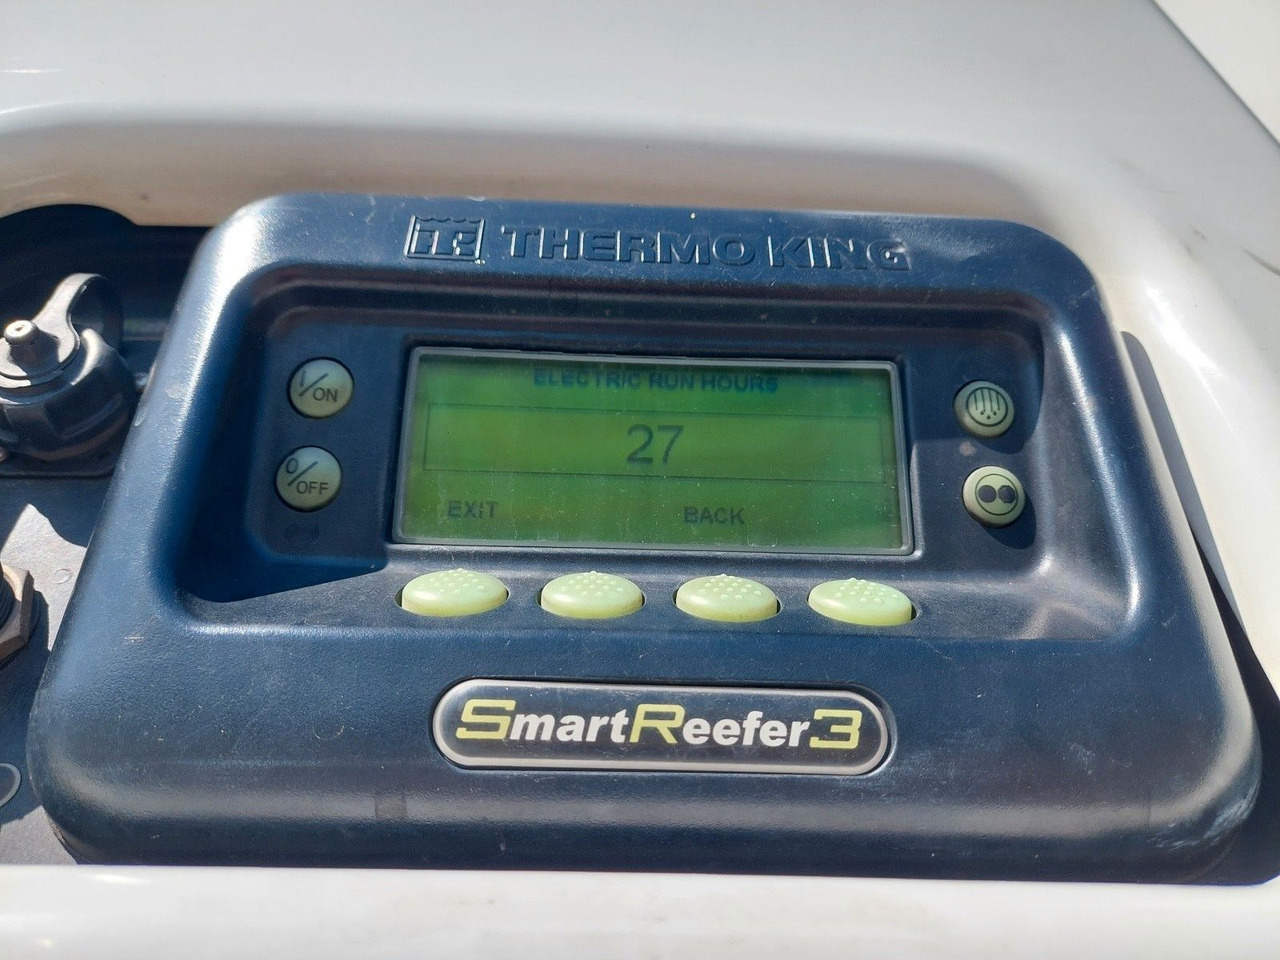 THERMO KING
I/ON
O/OFF
ELECTRIC RUN HOURS
27
EXIT BACK
SmartReefer3